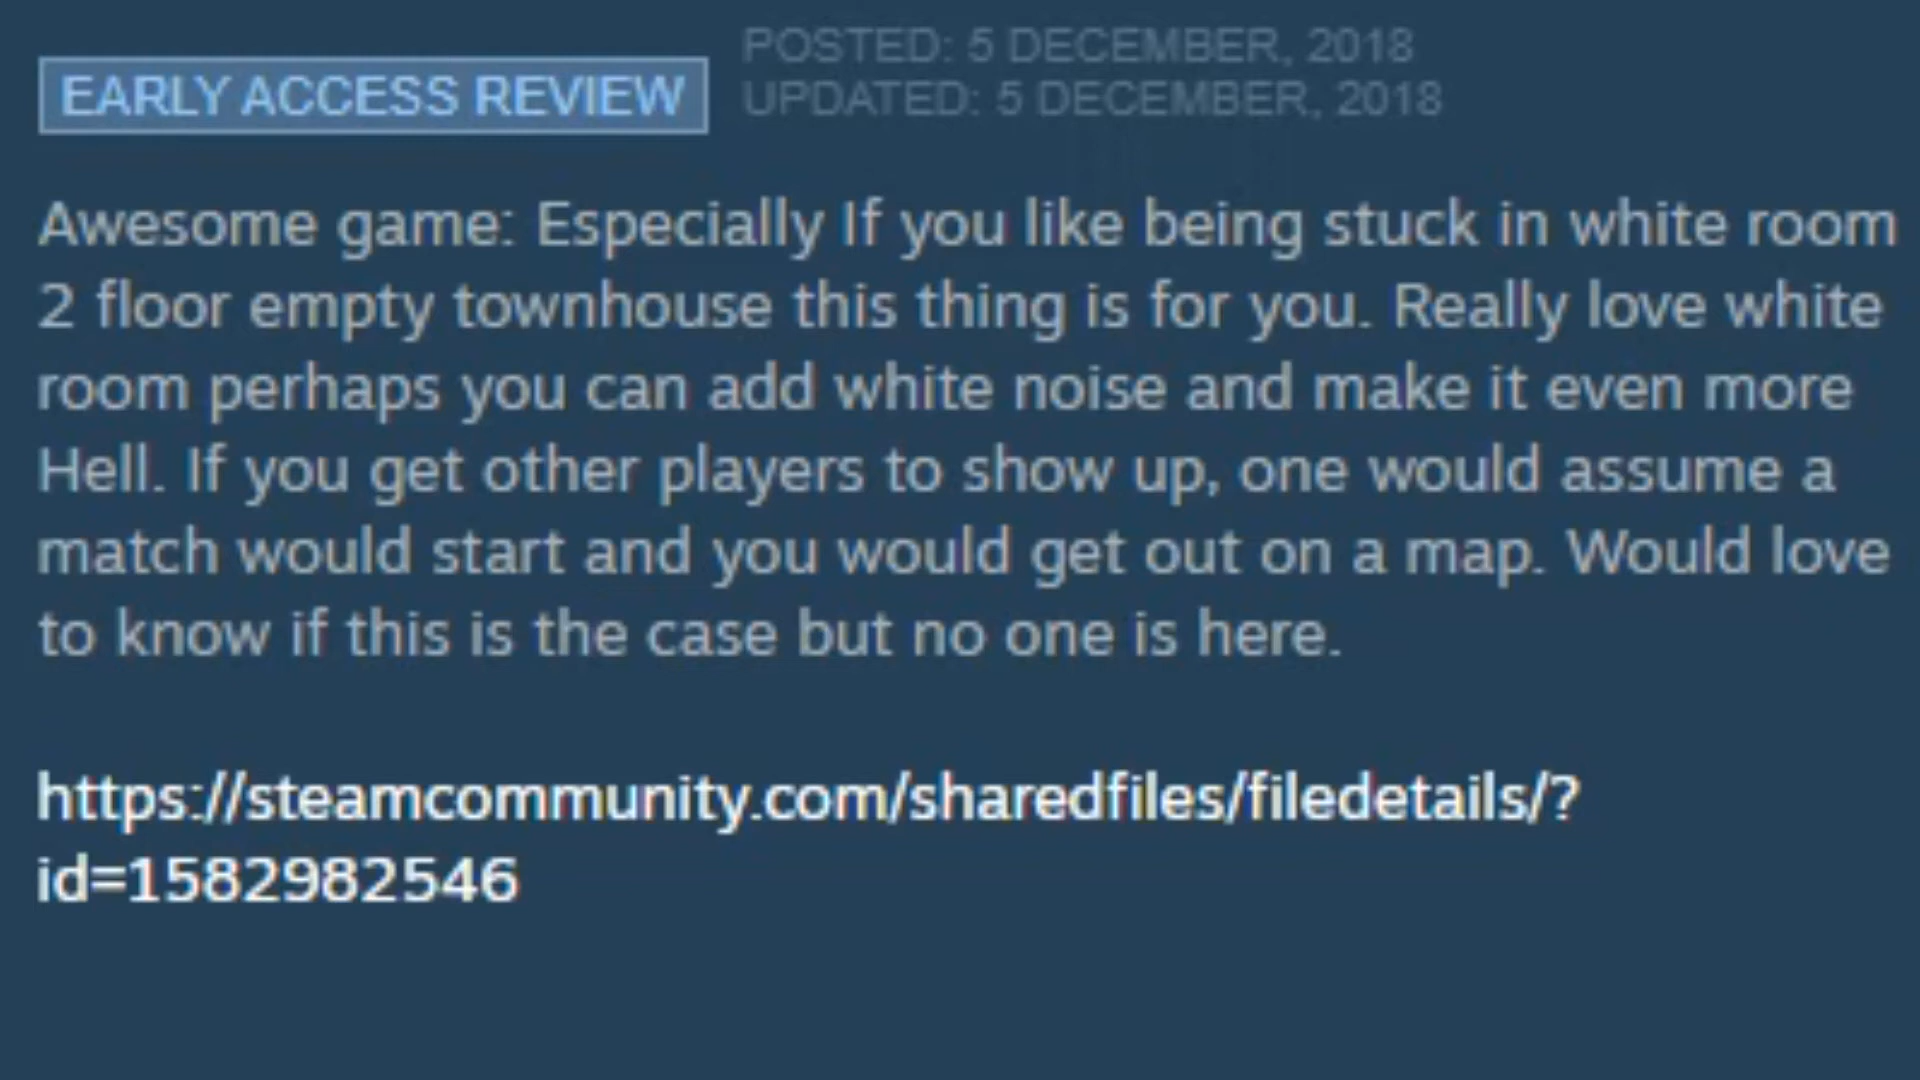 POSTED: 5 DECEMBER, 2018
EARLY ACCESS REVIEW
UPDATED: 5 DECEMBER, 2018
Awesome game: Especially If you like being stuck in white room
2 floor empty townhouse this thing is for you. Really love white
room perhaps you can add white noise and make it even more
Hell. If you get other players to show up, one would assume a
match would start and you would get out on a map. Would love
to know if this is the case but no one is here.
https://steamcommunity.com/sharedfiles/filedetails/?
id=1582982546